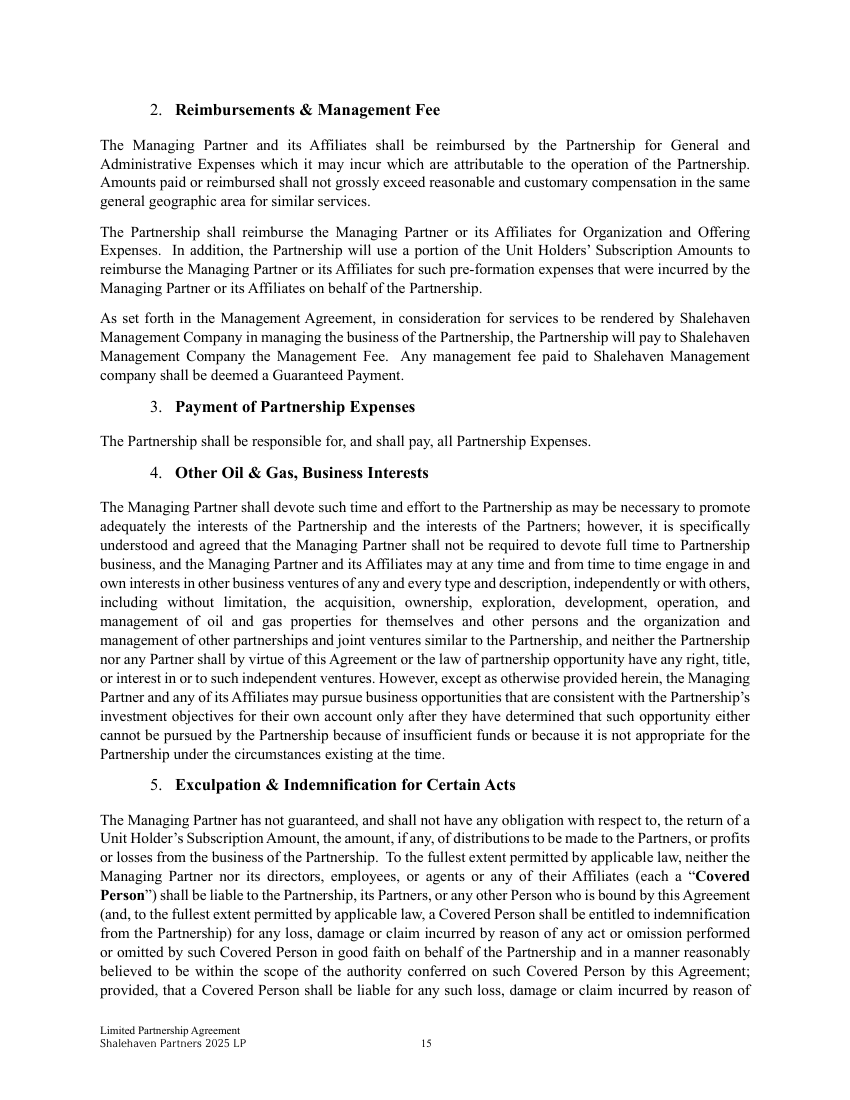 2. Reimbursements & Management Fee
The Managing Partner and its Affiliates shall be reimbursed by the Partnership for General and
Administrative Expenses which it may incur which are attributable to the operation of the Partnership.
Amounts paid or reimbursed shall not grossly exceed reasonable and customary compensation in the same
general geographic area for similar services.
The Partnership shall reimburse the Managing Partner or its Affiliates for Organization and Offering
Expenses. In addition, the Partnership will use a portion of the Unit Holders’ Subscription Amounts to
reimburse the Managing Partner or its Affiliates for such pre-formation expenses that were incurred by the
Managing Partner or its Affiliates on behalf of the Partnership.
As set forth in the Management Agreement, in consideration for services to be rendered by Shalehaven
Management Company in managing the business of the Partnership, the Partnership will pay to Shalehaven
Management Company the Management Fee. Any management fee paid to Shalehaven Management
company shall be deemed a Guaranteed Payment.
3. Payment of Partnership Expenses
The Partnership shall be responsible for, and shall pay, all Partnership Expenses.
4. Other Oil & Gas, Business Interests
The Managing Partner shall devote such time and effort to the Partnership as may be necessary to promote
adequately the interests of the Partnership and the interests of the Partners; however, it is specifically
understood and agreed that the Managing Partner shall not be required to devote full time to Partnership
business, and the Managing Partner and its Affiliates may at any time and from time to time engage in and
own interests in other business ventures of any and every type and description, independently or with others,
including without limitation, the acquisition, ownership, exploration, development, operation, and
management of oil and gas properties for themselves and other persons and the organization and
management of other partnerships and joint ventures similar to the Partnership, and neither the Partnership
nor any Partner shall by virtue of this Agreement or the law of partnership opportunity have any right, title,
or interest in or to such independent ventures. However, except as otherwise provided herein, the Managing
Partner and any of its Affiliates may pursue business opportunities that are consistent with the Partnership’s
investment objectives for their own account only after they have determined that such opportunity either
cannot be pursued by the Partnership because of insufficient funds or because it is not appropriate for the
Partnership under the circumstances existing at the time.
5. Exculpation & Indemnification for Certain Acts
The Managing Partner has not guaranteed, and shall not have any obligation with respect to, the return of a
Unit Holder’s Subscription Amount, the amount, if any, of distributions to be made to the Partners, or profits
or losses from the business of the Partnership. To the fullest extent permitted by applicable law, neither the
Managing Partner nor its directors, employees, or agents or any of their Affiliates (each a “Covered
Person”) shall be liable to the Partnership, its Partners, or any other Person who is bound by this Agreement
(and, to the fullest extent permitted by applicable law, a Covered Person shall be entitled to indemnification
from the Partnership) for any loss, damage or claim incurred by reason of any act or omission performed
or omitted by such Covered Person in good faith on behalf of the Partnership and in a manner reasonably
believed to be within the scope of the authority conferred on such Covered Person by this Agreement;
provided, that a Covered Person shall be liable for any such loss, damage or claim incurred by reason of
Limited Partnership Agreement
Shalehaven Partners 2025 LP 15